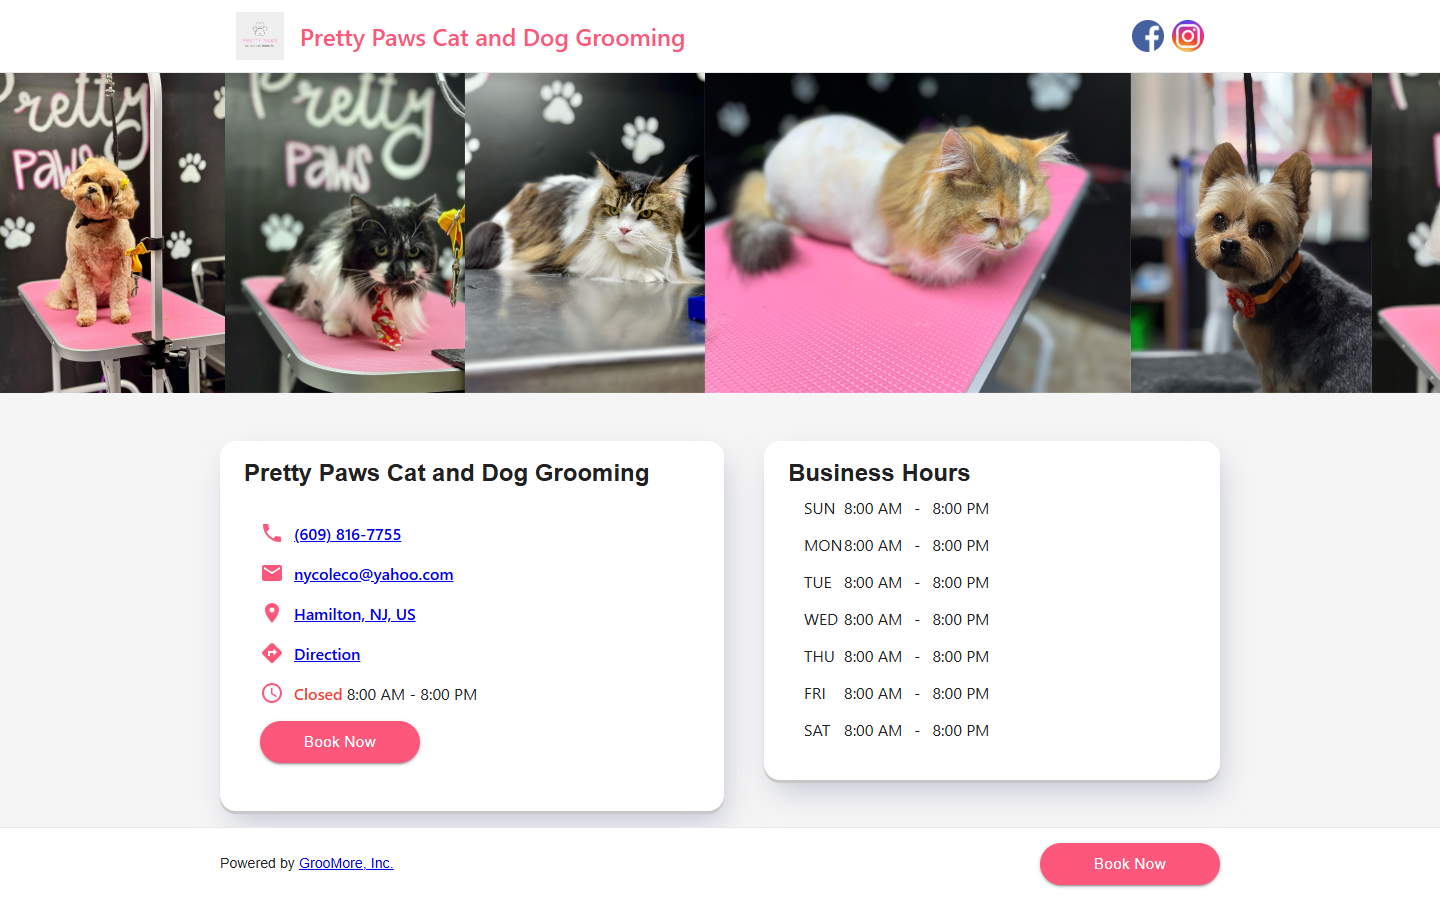 Pretty Paws Cat and Dog Grooming
Pretty
Paws
Pretty
Paws
Pretty Paws Cat and Dog Grooming
(609) 816-7755
nycoleco@yahoo.com
Hamilton, NJ, US
Direction
Closed 8:00 AM - 8:00 PM
Book Now
Business Hours
SUN 8:00 AM - 8:00 PM
MON 8:00 AM - 8:00 PM
TUE 8:00 AM - 8:00 PM
WED 8:00 AM - 8:00 PM
THU 8:00 AM - 8:00 PM
FRI 8:00 AM - 8:00 PM
SAT 8:00 AM - 8:00 PM
Powered by GrooMore, Inc.
Book Now